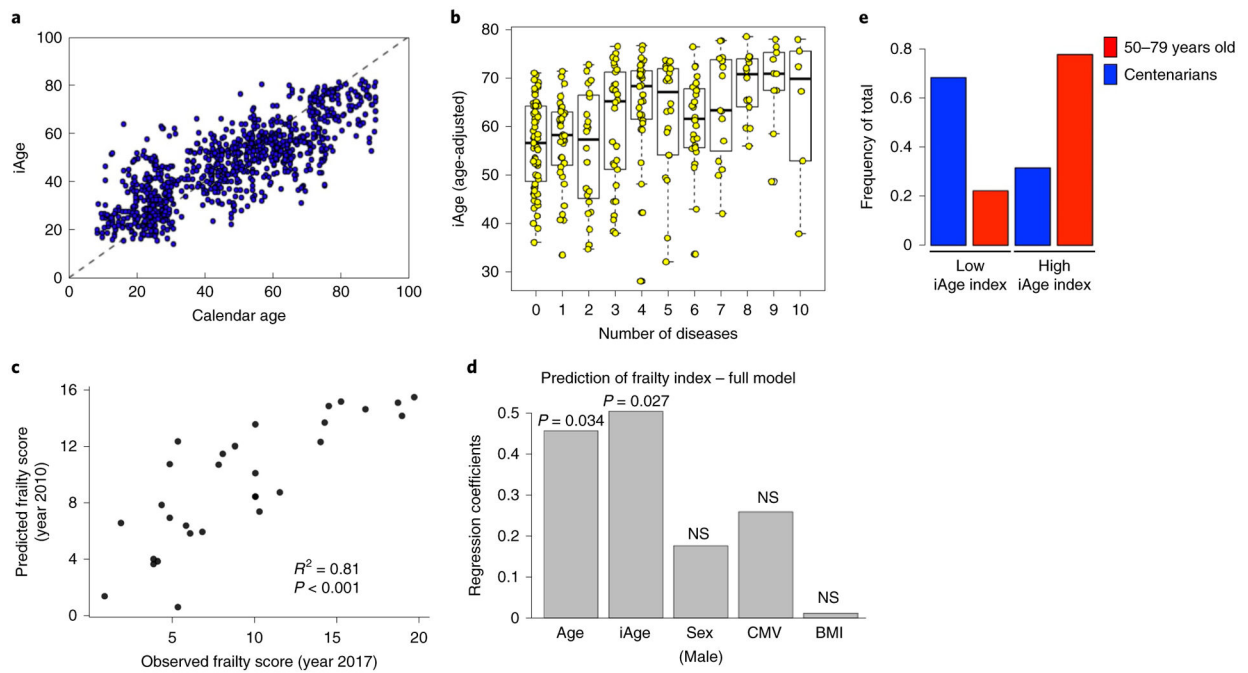 a
100
80
60
40
20
0
iAge
0 20 40 60 80 100
Calendar age
b
80
70
60
50
40
30
iAge (age-adjusted)
0 1 2 3 4 5 6 7 8 9 10
Number of diseases
e
50–79 years old
Centenarians
0.8
0.6
0.4
0.2
0
Frequency of total
Low
iAge index
High
iAge index
c
16
12
8
4
0
Predicted frailty score
(year 2010)
R² = 0.81
P < 0.001
5 10 15 20
Observed frailty score (year 2017)
d
Prediction of frailty index – full model
0.5
0.4
0.3
0.2
0.1
0
Regression coefficients
P = 0.034
P = 0.027
NS
NS
NS
Age iAge Sex CMV BMI
(Male)